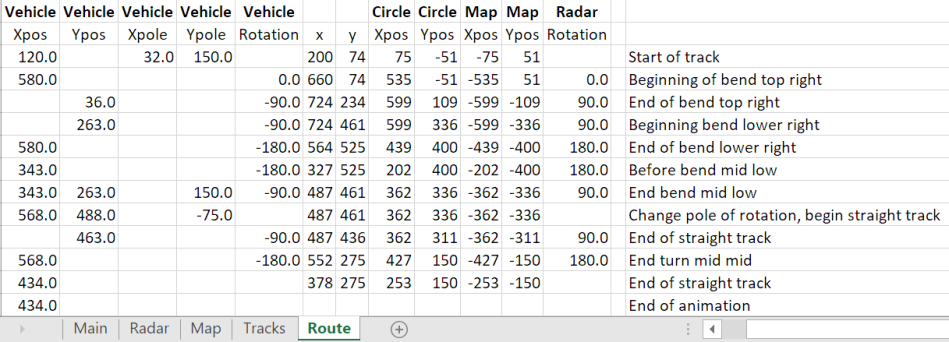 Vehicle Vehicle Vehicle Vehicle Vehicle Circle Circle Map Map Radar
Xpos Ypos Xpole Ypole Rotation x y Xpos Ypos Xpos Ypos Rotation
120.0 32.0 150.0 200 74 75 -51 -75 51 Start of track
580.0 0.0 660 74 535 -51 -535 51 0.0 Beginning of bend top right
36.0 -90.0 724 234 599 109 -599 -109 90.0 End of bend top right
263.0 -90.0 724 461 599 336 -599 -336 90.0 Beginning bend lower right
580.0 -180.0 564 525 439 400 -439 -400 180.0 End of bend lower right
343.0 -180.0 327 525 202 400 -202 -400 180.0 Before bend mid low
343.0 263.0 150.0 -90.0 487 461 362 336 -362 -336 90.0 End bend mid low
568.0 488.0 -75.0 487 461 362 336 -362 -336 Change pole of rotation, begin straight track
463.0 -90.0 487 436 362 311 -362 -311 90.0 End of straight track
568.0 -180.0 552 275 427 150 -427 -150 180.0 End turn mid mid
434.0 378 275 253 150 -253 -150 End of straight track
434.0 End of animation
Main Radar Map Tracks Route